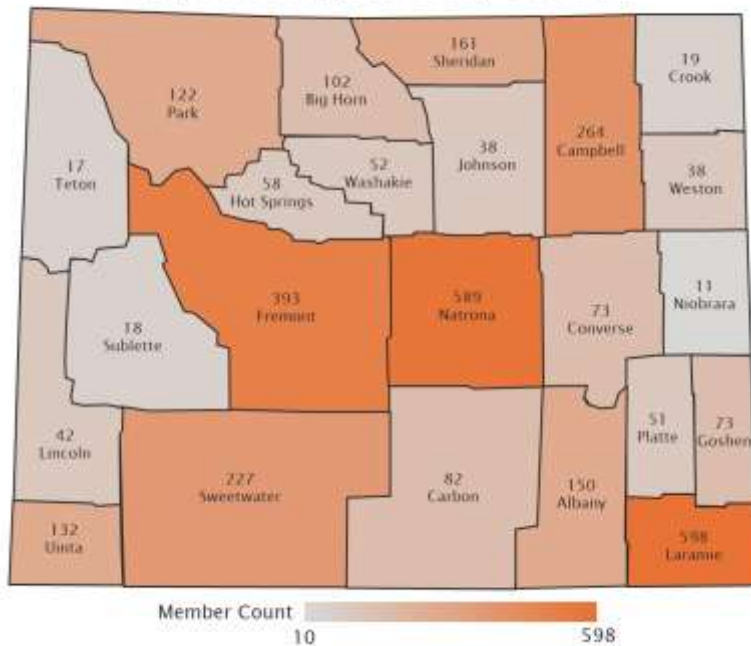 161
Sheridan
19
Crook
102
Big Horn
122
Park
264
Campbell
38
Johnson
52
Washakie
38
Weston
17
Teton
58
Hot Springs
11
Niobrara
393
Fremont
589
Natrona
73
Converse
18
Sublette
51
Platte
73
Goshen
42
Lincoln
227
Sweetwater
82
Carbon
150
Albany
132
Uinta
598
Laramie
Member Count
10
598